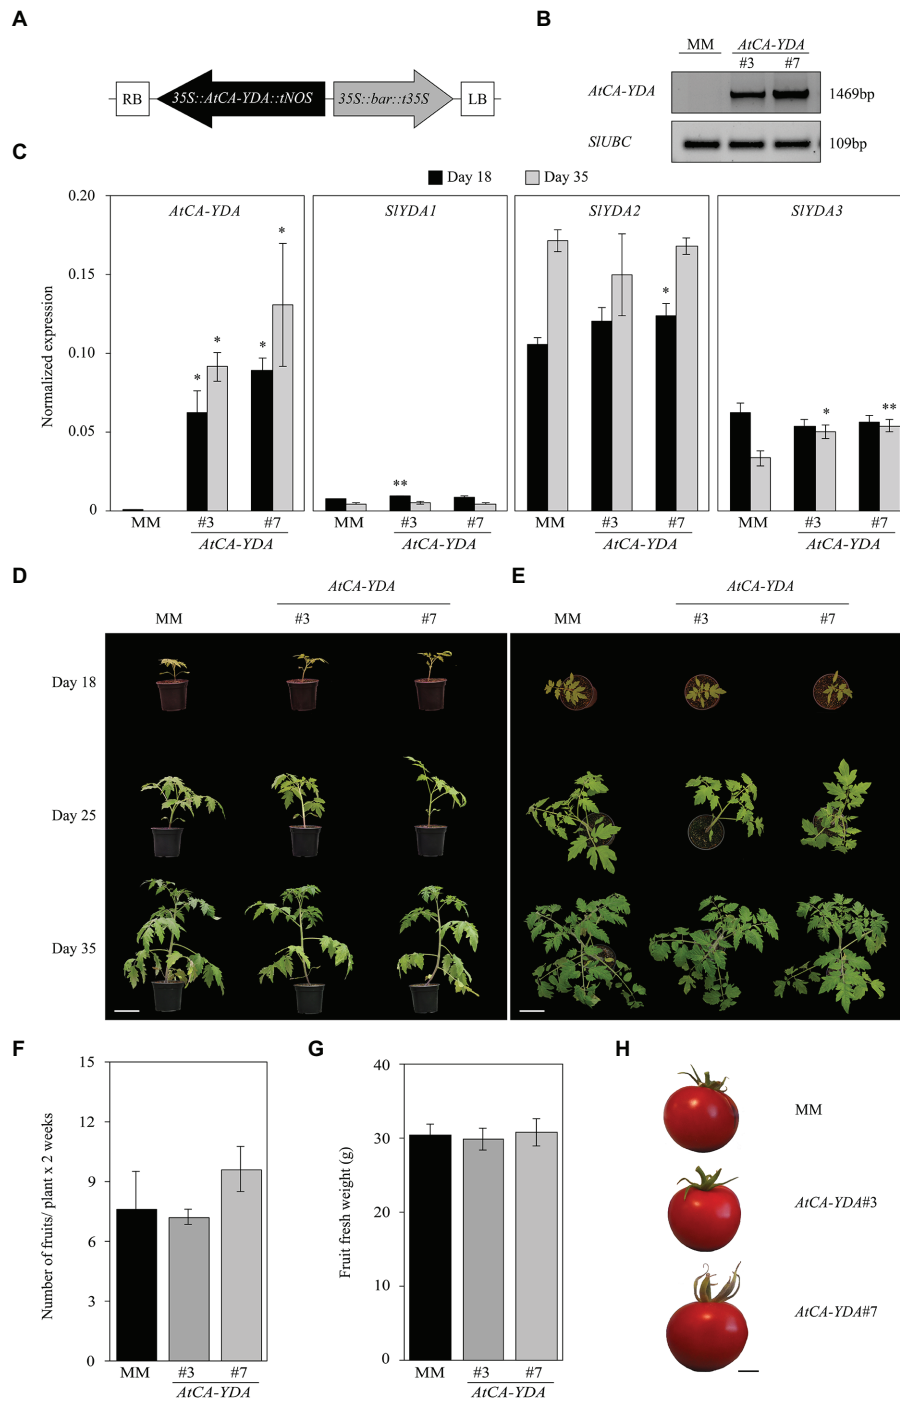 A
RB
35S::AtCA-YDA::tNOS
35S::bar::t35S
LB
B
MM
AtCA-YDA
#3
#7
AtCA-YDA
1469bp
SlUBC
109bp
C
Day 18
Day 35
Normalized expression
0.20
0.15
0.10
0.05
0
AtCA-YDA
* * * *
MM
#3
#7
AtCA-YDA
SlYDA1
**
MM
#3
#7
AtCA-YDA
SlYDA2
*
MM
#3
#7
AtCA-YDA
SlYDA3
* **
MM
#3
#7
AtCA-YDA
D
AtCA-YDA
MM
#3
#7
Day 18
Day 25
Day 35
E
AtCA-YDA
MM
#3
#7
F
Number of fruits/ plant x 2 weeks
15
12
9
6
3
0
MM
#3
#7
AtCA-YDA
G
Fruit fresh weight (g)
40
30
20
10
0
MM
#3
#7
AtCA-YDA
H
MM
AtCA-YDA#3
AtCA-YDA#7